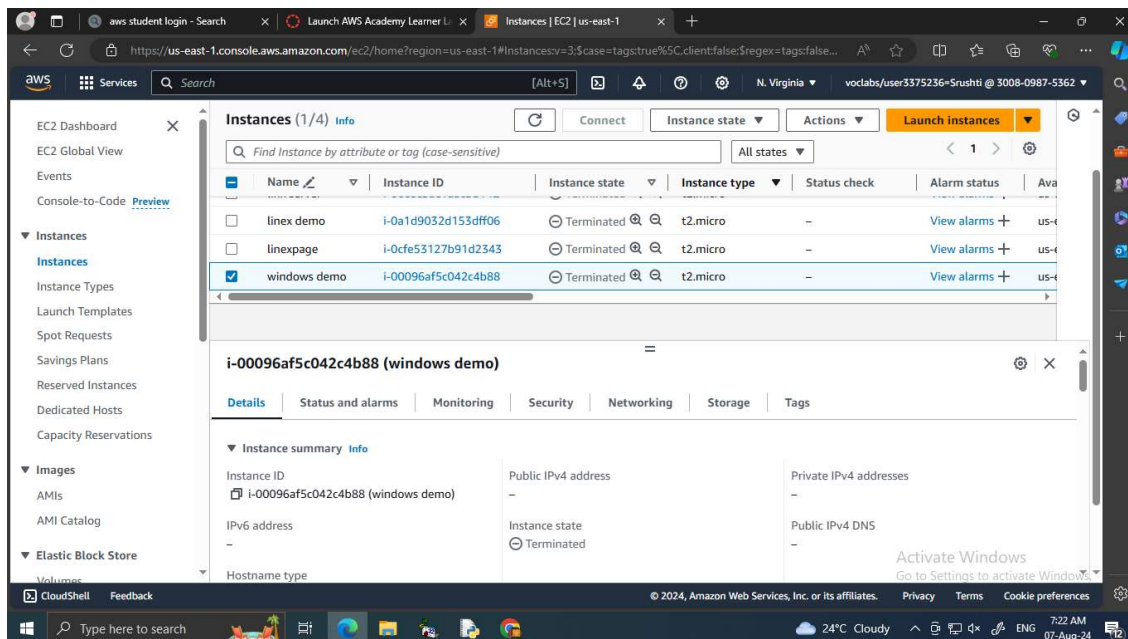 aws student login - Search
Launch AWS Academy Learner L
Instances | EC2 | us-east-1
https://us-east-1.console.aws.amazon.com/ec2/home?region=us-east-1#Instances:v=3;$case=tags:true%5C,client:false;$regex=tags:false...
aws
Services
Search
[Alt+S]
N. Virginia
voclabs/user3375236=Srushti @ 3008-0987-5362
EC2 Dashboard
EC2 Global View
Events
Console-to-Code Preview
Instances
Instances
Instance Types
Launch Templates
Spot Requests
Savings Plans
Reserved Instances
Dedicated Hosts
Capacity Reservations
Images
AMIs
AMI Catalog
Elastic Block Store
Volumes
Instances (1/4) Info
Connect
Instance state
Actions
Launch instances
Find Instance by attribute or tag (case-sensitive)
All states
1
Name Instance ID Instance state Instance type Status check Alarm status Ava
linex demo i-0a1d9032d153dff06 Terminated t2.micro – View alarms + us-e
linexpage i-0cfe53127b91d2343 Terminated t2.micro – View alarms + us-e
windows demo i-00096af5c042c4b88 Terminated t2.micro – View alarms + us-e
i-00096af5c042c4b88 (windows demo)
Details Status and alarms Monitoring Security Networking Storage Tags
Instance summary Info
Instance ID
i-00096af5c042c4b88 (windows demo)
Public IPv4 address
–
Private IPv4 addresses
–
IPv6 address
–
Instance state
Terminated
Public IPv4 DNS
–
Hostname type
Activate Windows
Go to Settings to activate Windows.
CloudShell Feedback
© 2024, Amazon Web Services, Inc. or its affiliates. Privacy Terms Cookie preferences
Type here to search
24°C Cloudy
ENG
7:22 AM
07-Aug-24